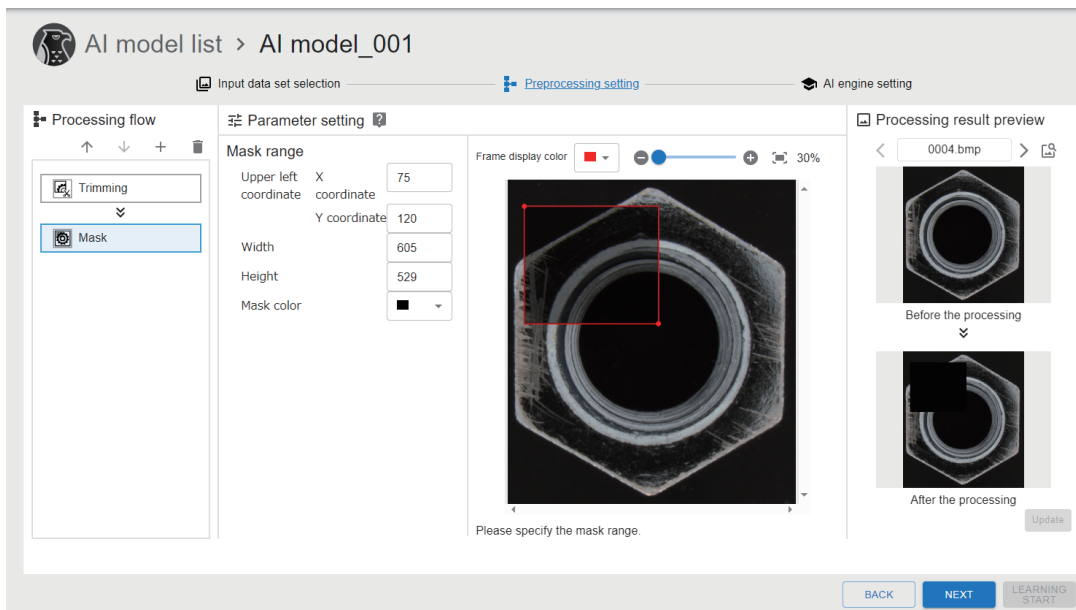 AI model list > AI model_001
Input data set selection
Preprocessing setting
AI engine setting
Processing flow
Trimming
Mask
Parameter setting ?
Mask range
Upper left coordinate X coordinate 75
Y coordinate 120
Width 605
Height 529
Mask color
Frame display color
30%
Please specify the mask range.
Processing result preview
0004.bmp
Before the processing
After the processing
Update
BACK
NEXT
LEARNING
START